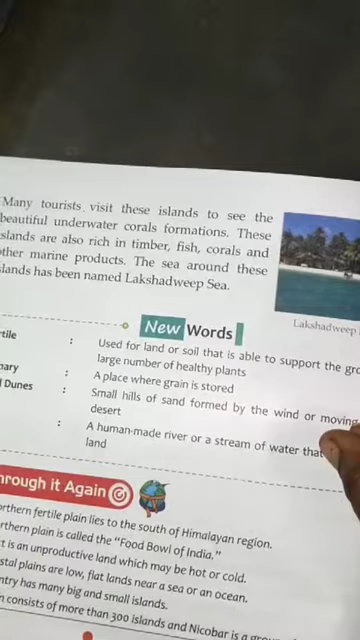 Many tourists visit these islands to see the
beautiful underwater corals formations. These
slands are also rich in timber, fish, corals and
other marine products. The sea around these
slands has been named Lakshadweep Sea.
Lakshadweep
New Words
rtile : Used for land or soil that is able to support the gro
large number of healthy plants
nary : A place where grain is stored
d Dunes : Small hills of sand formed by the wind or moving
desert
: A human-made river or a stream of water that
land
hrough it Again
orthern fertile plain lies to the south of Himalayan region.
rthern plain is called the "Food Bowl of India."
t is an unproductive land which may be hot or cold.
stal plains are low, flat lands near a sea or an ocean.
ntry has many big and small islands.
n consists of more than 300 islands and Nicobar is a